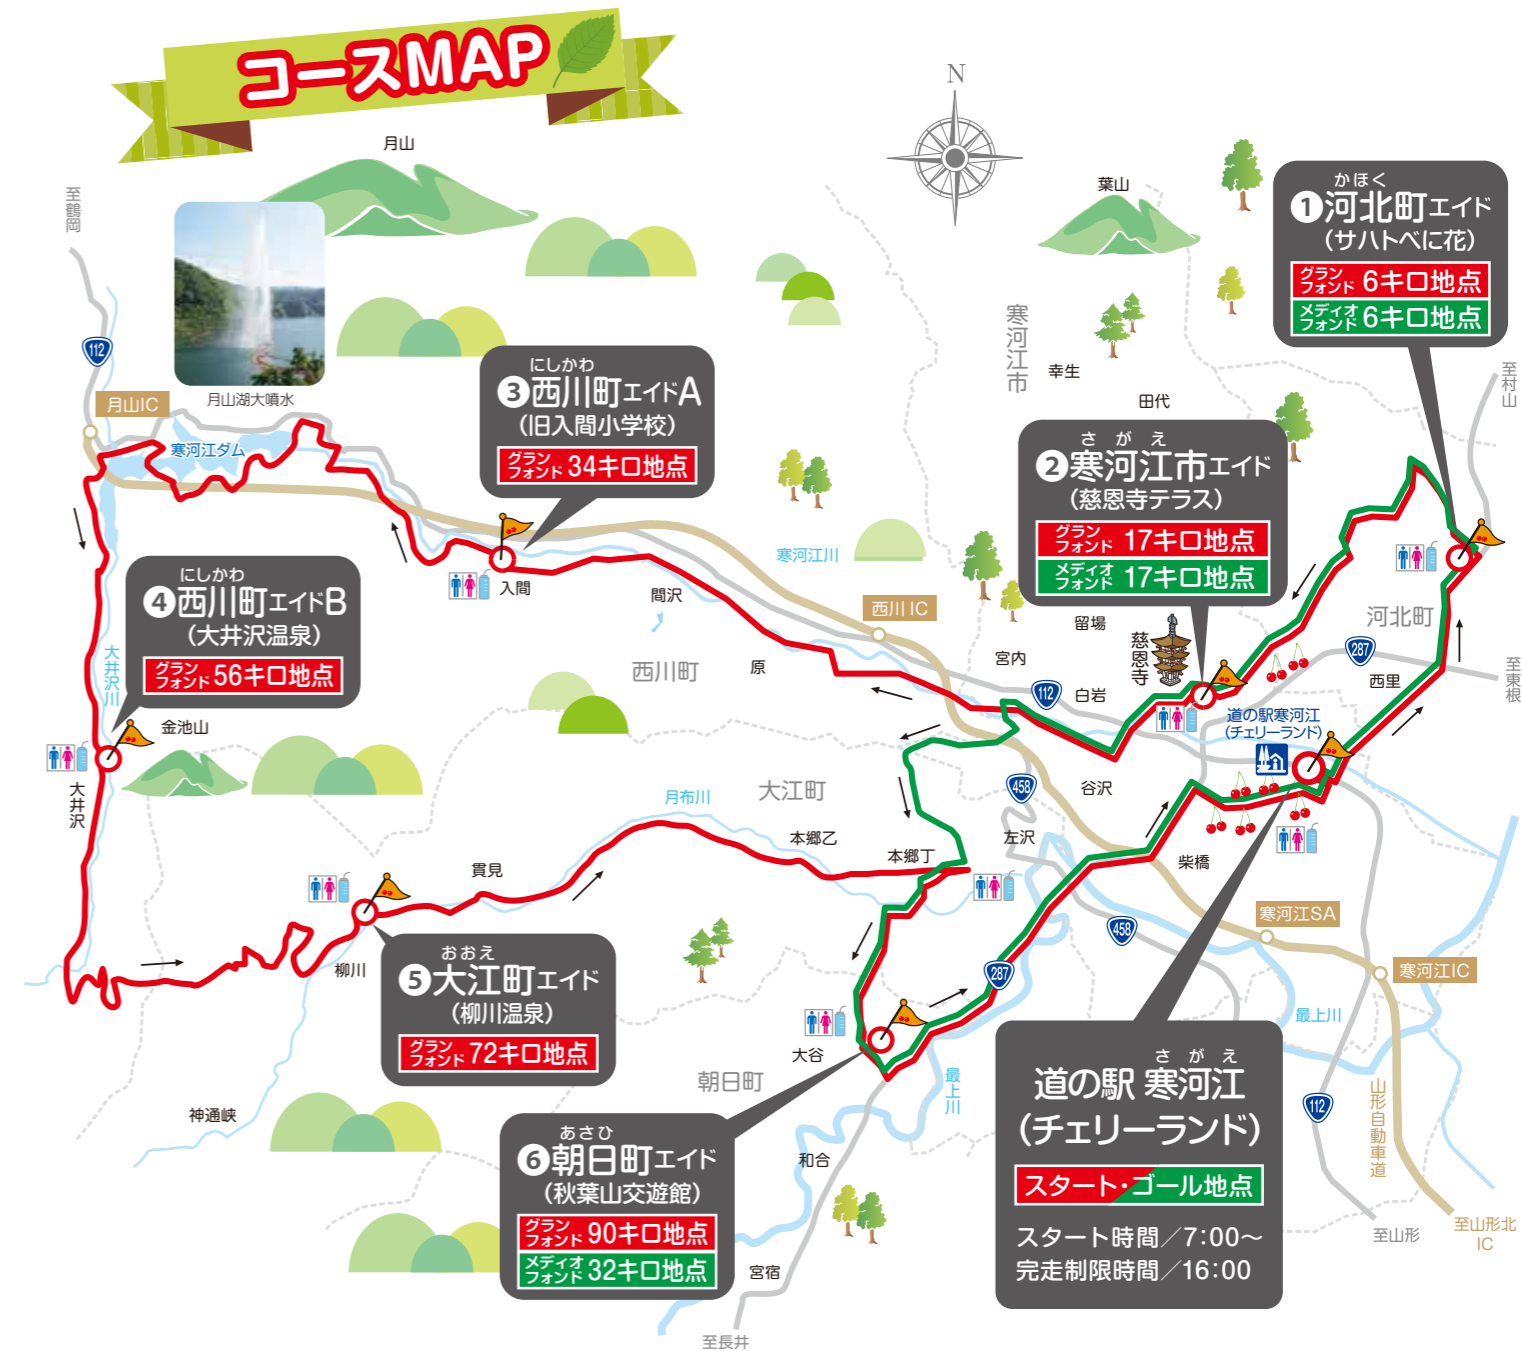 コースMAP
N
月山
葉山
至鶴岡
112
月山IC
月山湖大噴水
寒河江ダム
かほく
①河北町エイド
(サハトべに花)
グランフォンド 6キロ地点
メディオフォンド 6キロ地点
至村山
寒河江市
幸生
田代
にしかわ
③西川町エイドA
(旧入間小学校)
グランフォンド 34キロ地点
さがえ
②寒河江市エイド
(慈恩寺テラス)
グランフォンド 17キロ地点
メディオフォンド 17キロ地点
寒河江川
入間
間沢
西川IC
留場
慈恩寺
宮内
白岩
112
河北町
287
西里
至東根
道の駅寒河江
(チェリーランド)
にしかわ
④西川町エイドB
(大井沢温泉)
グランフォンド 56キロ地点
大井沢川
金池山
大井沢
西川町
原
大江町
月布川
本郷乙
本郷丁
458
谷沢
左沢
柴橋
458
寒河江SA
寒河江IC
貫見
柳川
おおえ
⑤大江町エイド
(柳川温泉)
グランフォンド 72キロ地点
287
大谷
最上川
最上川
朝日町
神通峡
あさひ
⑥朝日町エイド
(秋葉山交遊館)
グランフォンド 90キロ地点
メディオフォンド 32キロ地点
和合
宮宿
至長井
さがえ
道の駅 寒河江
(チェリーランド)
スタート・ゴール地点
スタート時間/7:00〜
完走制限時間/16:00
112
山形自動車道
至山形
至山形北IC